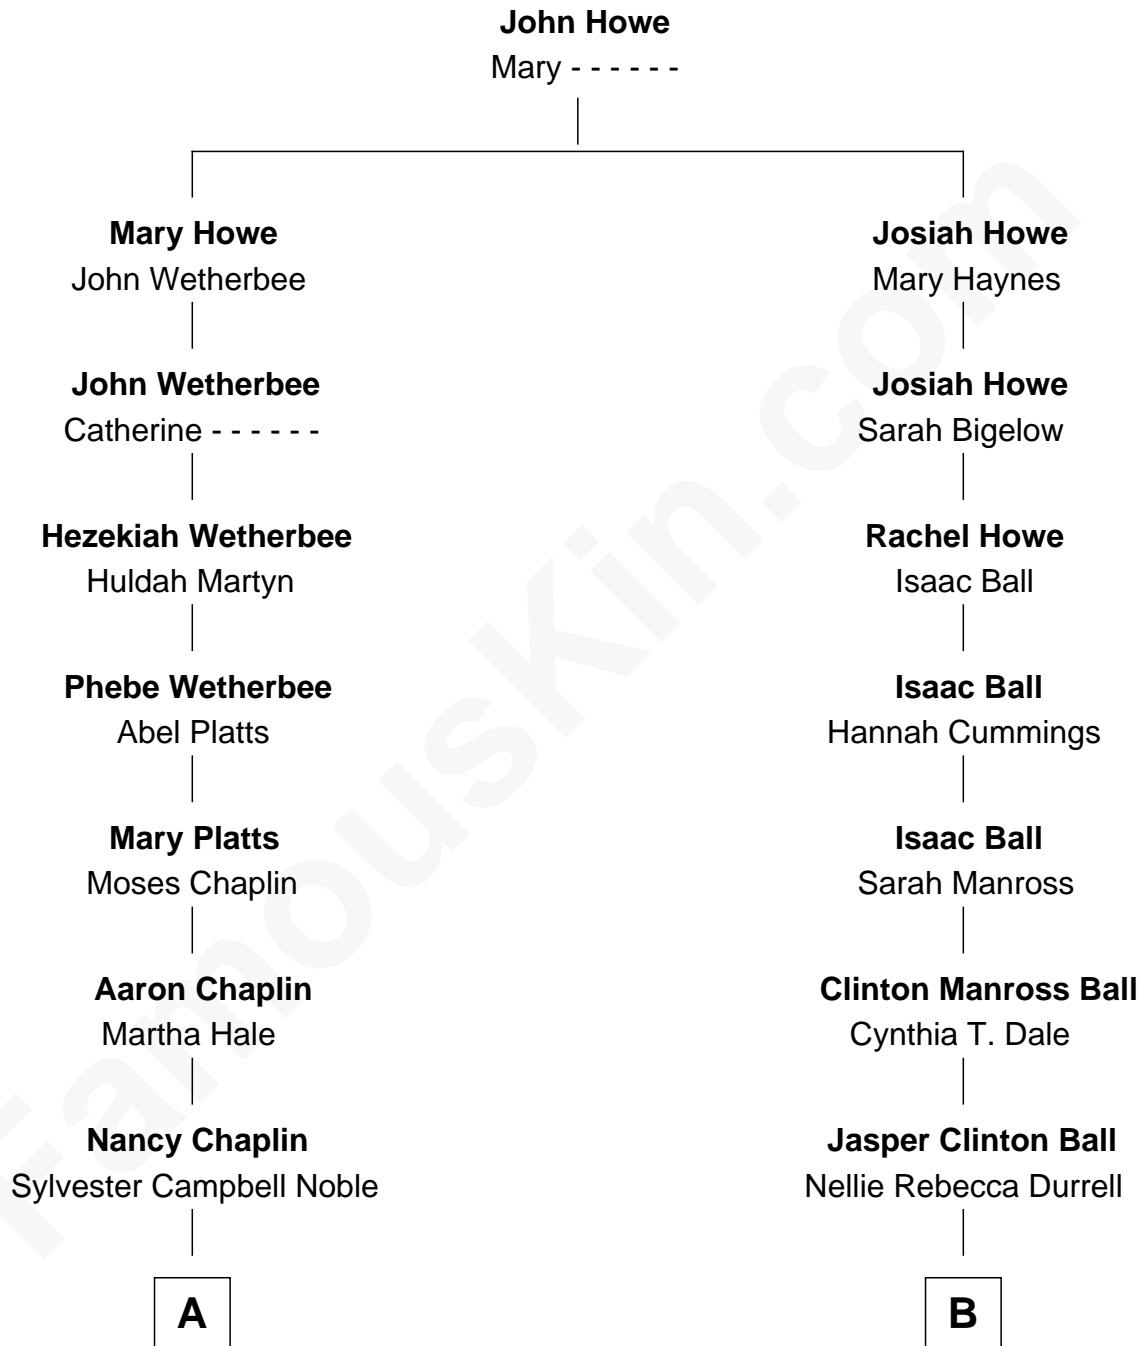 John Howe
Mary - - - - - -
Mary Howe
John Wetherbee
Josiah Howe
Mary Haynes
John Wetherbee
Catherine - - - - - -
Josiah Howe
Sarah Bigelow
Hezekiah Wetherbee
Huldah Martyn
Rachel Howe
Isaac Ball
Phebe Wetherbee
Abel Platts
Isaac Ball
Hannah Cummings
Mary Platts
Moses Chaplin
Isaac Ball
Sarah Manross
Aaron Chaplin
Martha Hale
Clinton Manross Ball
Cynthia T. Dale
Nancy Chaplin
Sylvester Campbell Noble
Jasper Clinton Ball
Nellie Rebecca Durrell
A
B
FamousKin.com